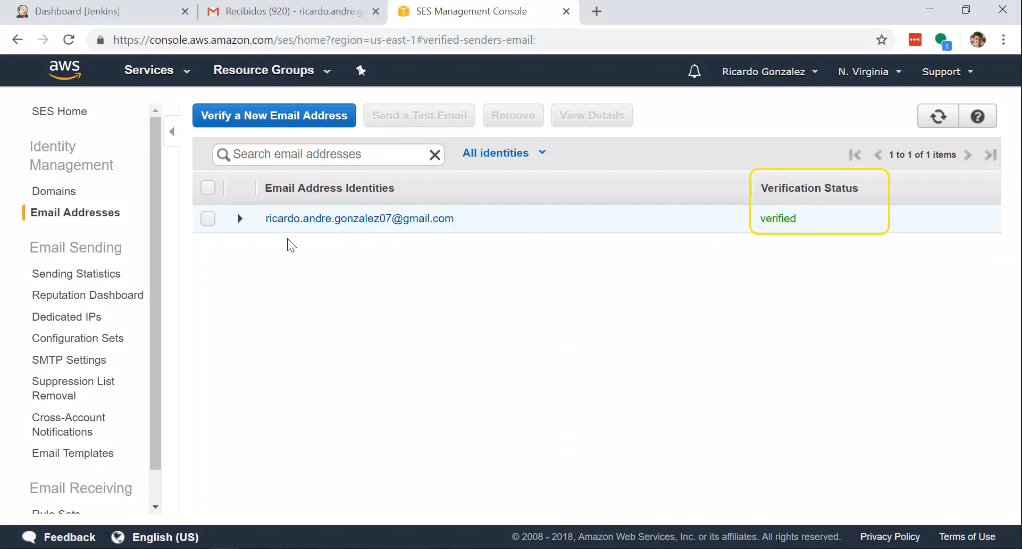 Dashboard [Jenkins]
Recibidos (920) - ricardo.andre.g
SES Management Console
https://console.aws.amazon.com/ses/home?region=us-east-1#verified-senders-email:
1
aws
Services
Resource Groups
Ricardo Gonzalez
N. Virginia
Support
SES Home
Identity
Management
Domains
Email Addresses
Email Sending
Sending Statistics
Reputation Dashboard
Dedicated IPs
Configuration Sets
SMTP Settings
Suppression List
Removal
Cross-Account
Notifications
Email Templates
Email Receiving
Rule Sets
Verify a New Email Address
Send a Test Email
Remove
View Details
Search email addresses
All identities
1 to 1 of 1 items
Email Address Identities
Verification Status
ricardo.andre.gonzalez07@gmail.com
verified
Feedback
English (US)
© 2008 - 2018, Amazon Web Services, Inc. or its affiliates. All rights reserved.
Privacy Policy
Terms of Use